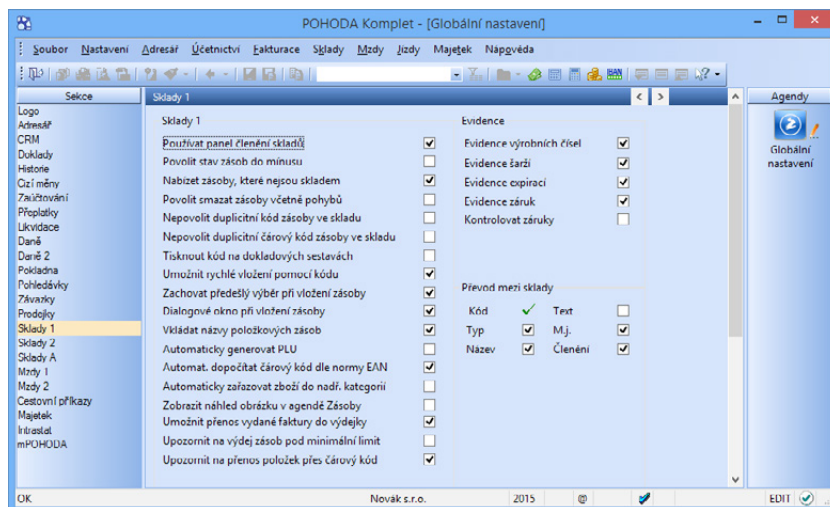 POHODA Komplet - [Globální nastavení]
Soubor Nastavení Adresář Účetnictví Fakturace Sklady Mzdy Jízdy Majetek Nápověda
Sekce
Logo
Adresář
CRM
Doklady
Historie
Cizí měny
Zaúčtování
Přeplatky
Likvidace
Daně
Daně 2
Pokladna
Pohledávky
Závazky
Prodejky
Sklady 1
Sklady 2
Sklady A
Mzdy 1
Mzdy 2
Cestovní příkazy
Majetek
Intrastat
mPOHODA
Sklady 1
Sklady 1
Používat panel členění skladů
Povolit stav zásob do mínusu
Nabízet zásoby, které nejsou skladem
Povolit smazat zásoby včetně pohybů
Nepovolit duplicitní kód zásoby ve skladu
Nepovolit duplicitní čárový kód zásoby ve skladu
Tisknout kód na dokladových sestavách
Umožnit rychlé vložení pomocí kódu
Zachovat předešlý výběr při vložení zásoby
Dialogové okno při vložení zásoby
Vkládat názvy položkových zásob
Automaticky generovat PLU
Automat. dopočítat čárový kód dle normy EAN
Automaticky zařazovat zboží do nadř. kategorií
Zobrazit náhled obrázku v agendě Zásoby
Umožnit přenos vydané faktury do výdejky
Upozornit na výdej zásob pod minimální limit
Upozornit na přenos položek přes čárový kód
Evidence
Evidence výrobních čísel
Evidence šarží
Evidence expirací
Evidence záruk
Kontrolovat záruky
Převod mezi sklady
Kód Text
Typ M.j.
Název Členění
Agendy
Globální
nastavení
OK Novák s.r.o. 2015 @ EDIT